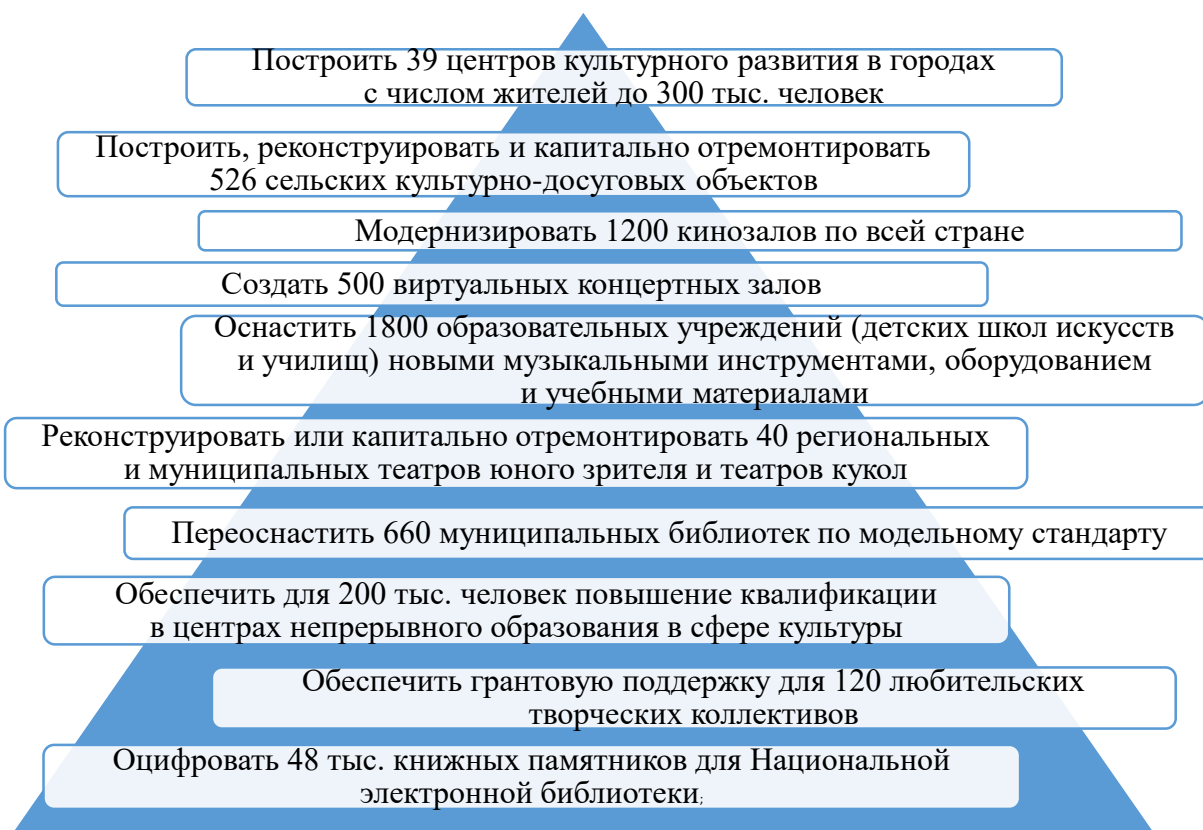 Построить 39 центров культурного развития в городах
с числом жителей до 300 тыс. человек
Построить, реконструировать и капитально отремонтировать
526 сельских культурно-досуговых объектов
Модернизировать 1200 кинозалов по всей стране
Создать 500 виртуальных концертных залов
Оснастить 1800 образовательных учреждений (детских школ искусств
и училищ) новыми музыкальными инструментами, оборудованием
и учебными материалами
Реконструировать или капитально отремонтировать 40 региональных
и муниципальных театров юного зрителя и театров кукол
Переоснастить 660 муниципальных библиотек по модельному стандарту
Обеспечить для 200 тыс. человек повышение квалификации
в центрах непрерывного образования в сфере культуры
Обеспечить грантовую поддержку для 120 любительских
творческих коллективов
Оцифровать 48 тыс. книжных памятников для Национальной
электронной библиотеки;